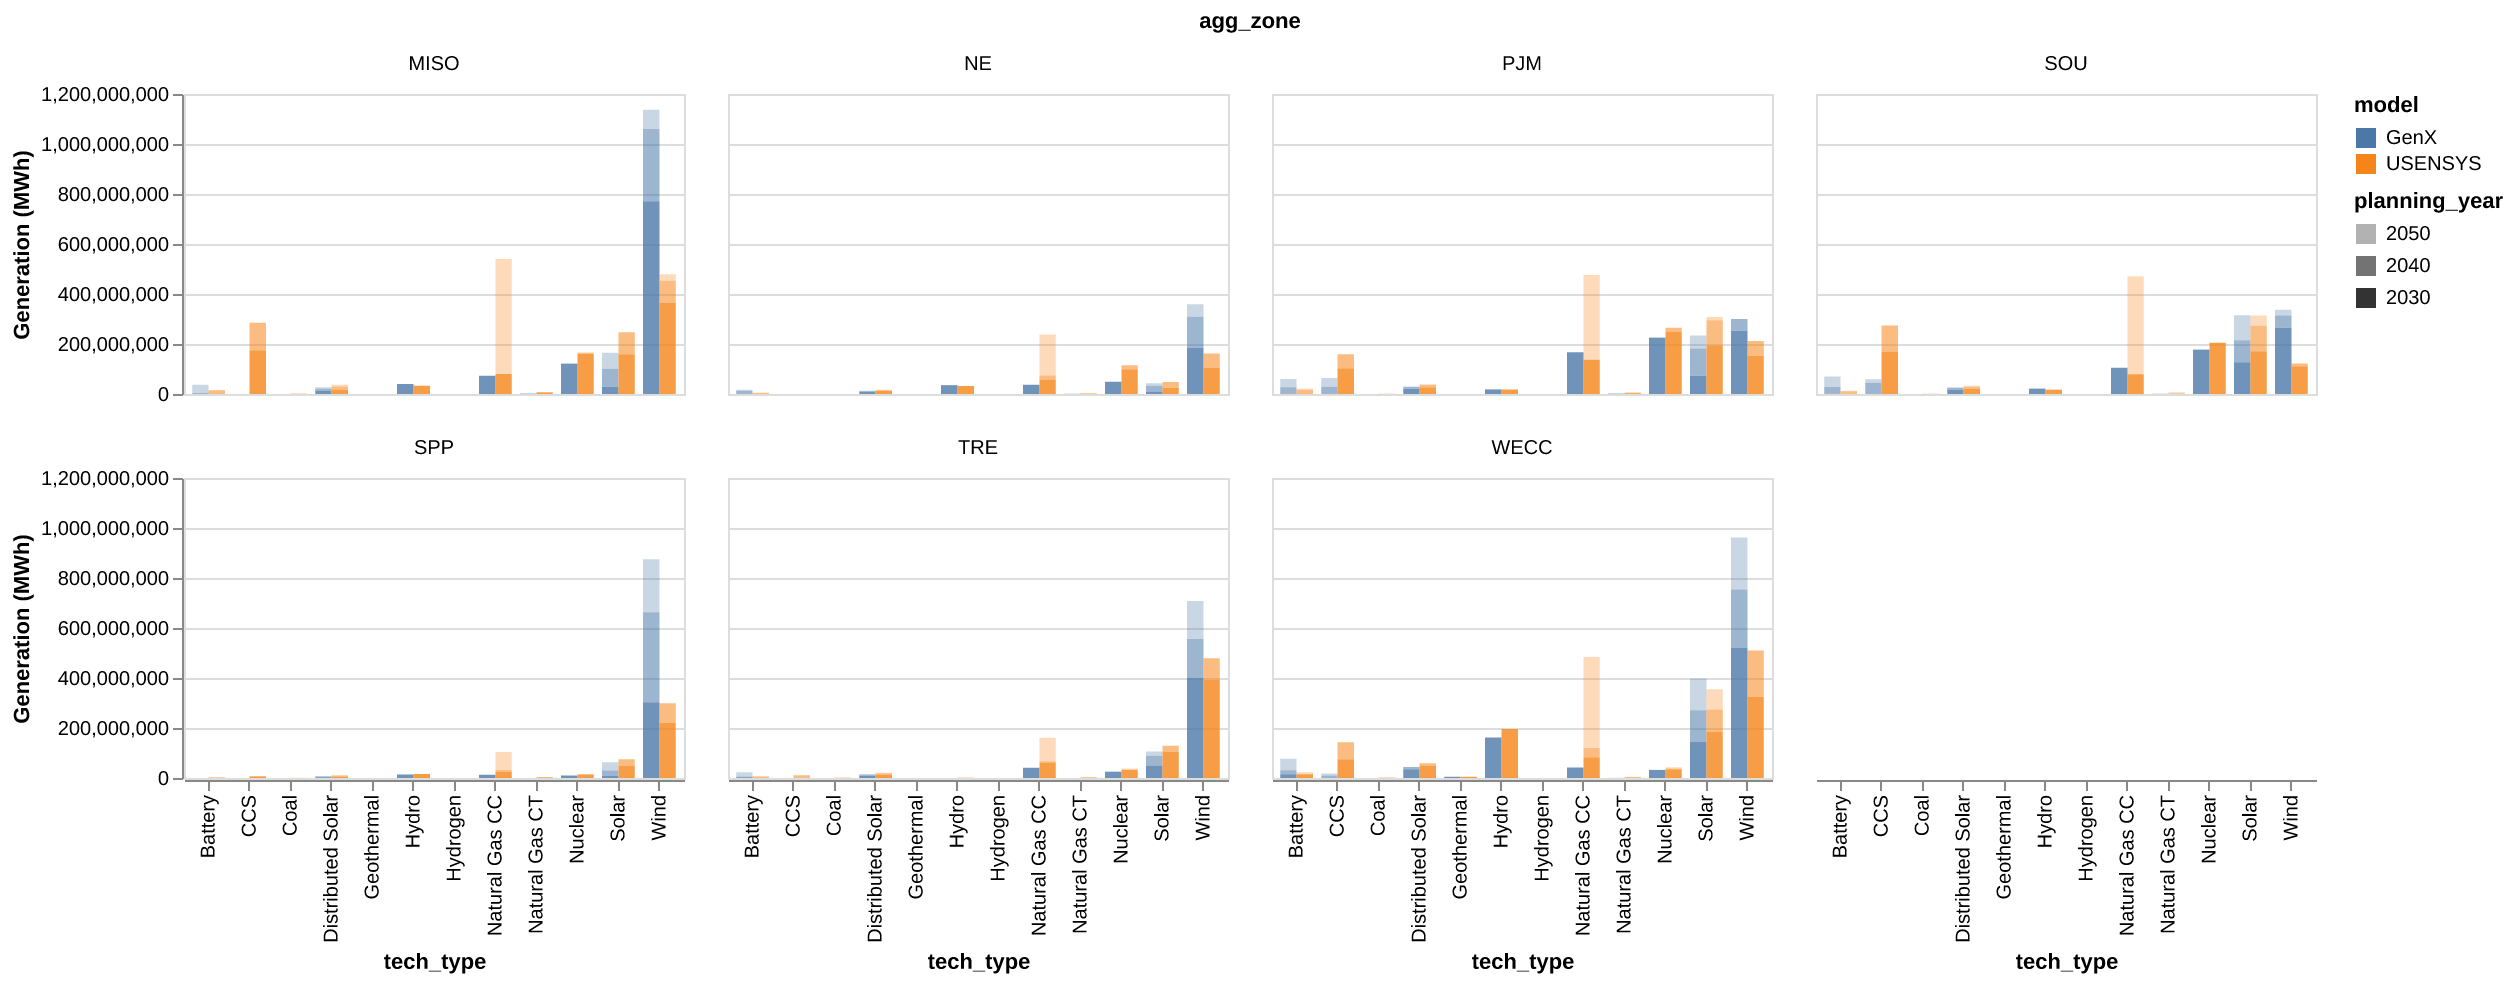 agg_zone
MISO
NE
PJM
SOU
Generation (MWh)
1,200,000,000
1,000,000,000
800,000,000
600,000,000
400,000,000
200,000,000
0
model
GenX
USENSYS
planning_year
2050
2040
2030
SPP
TRE
WECC
Generation (MWh)
1,200,000,000
1,000,000,000
800,000,000
600,000,000
400,000,000
200,000,000
0
Battery
CCS
Coal
Distributed Solar
Geothermal
Hydro
Hydrogen
Natural Gas CC
Natural Gas CT
Nuclear
Solar
Wind
tech_type
Battery
CCS
Coal
Distributed Solar
Geothermal
Hydro
Hydrogen
Natural Gas CC
Natural Gas CT
Nuclear
Solar
Wind
tech_type
Battery
CCS
Coal
Distributed Solar
Geothermal
Hydro
Hydrogen
Natural Gas CC
Natural Gas CT
Nuclear
Solar
Wind
tech_type
Battery
CCS
Coal
Distributed Solar
Geothermal
Hydro
Hydrogen
Natural Gas CC
Natural Gas CT
Nuclear
Solar
Wind
tech_type